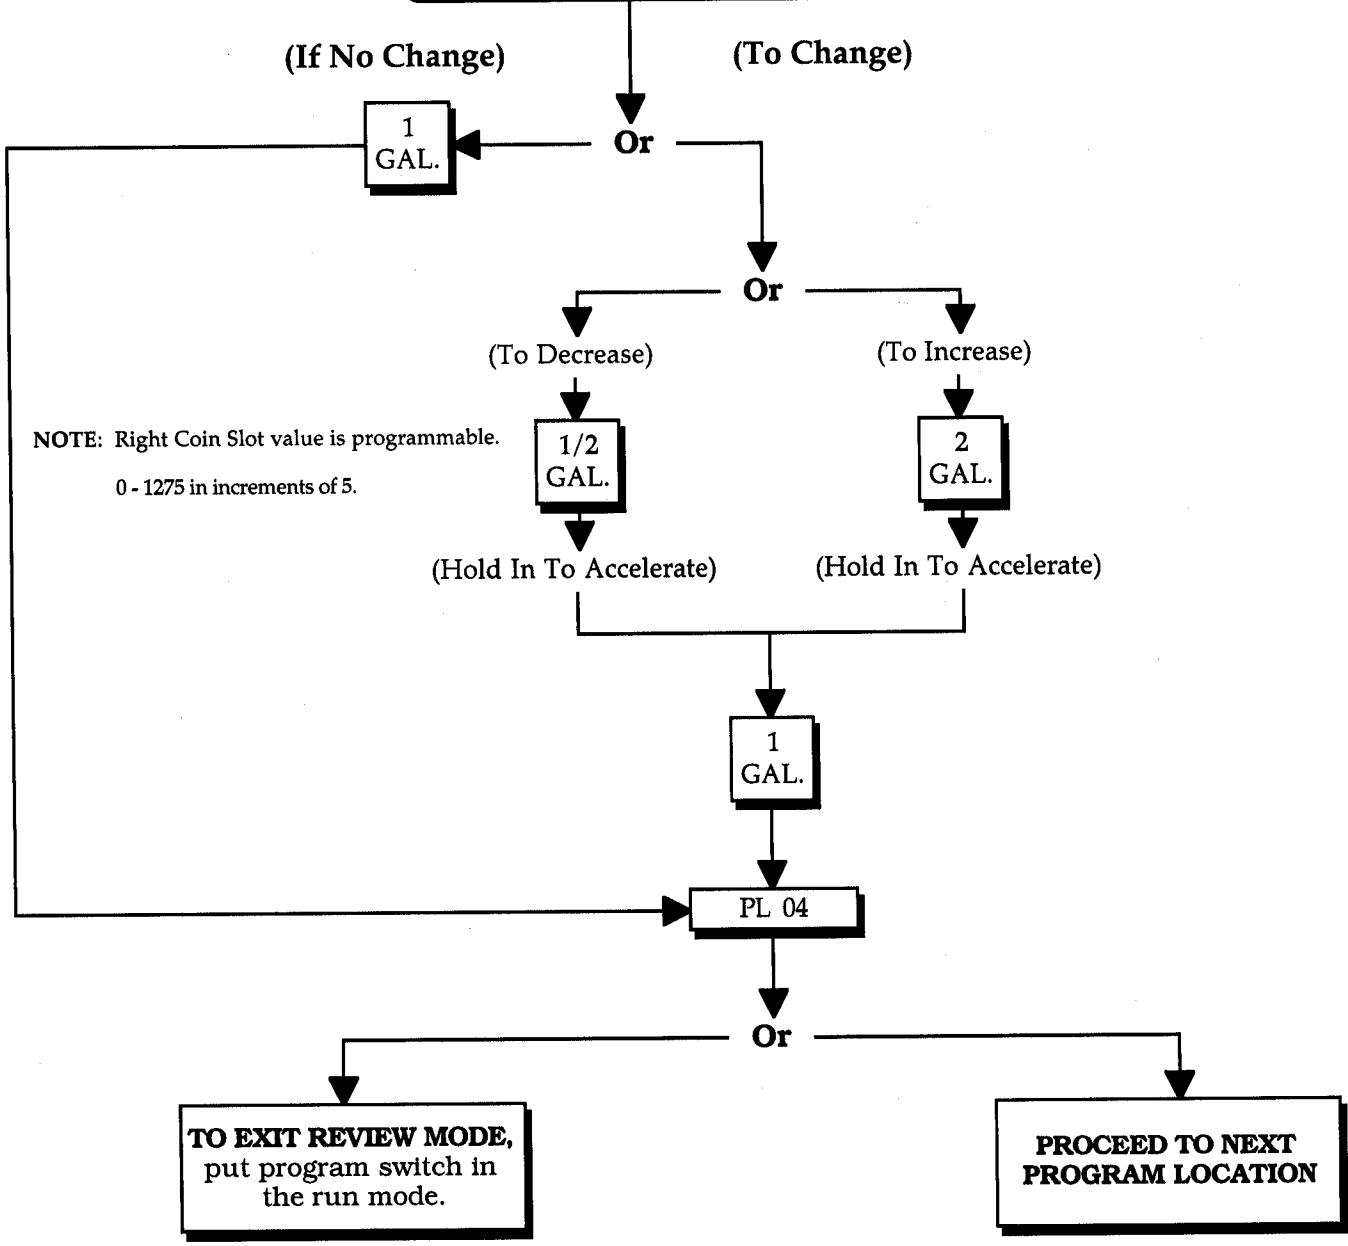 (If No Change)
(To Change)
1
GAL.
Or
Or
(To Decrease)
(To Increase)
NOTE: Right Coin Slot value is programmable.
0 - 1275 in increments of 5.
1/2
GAL.
2
GAL.
(Hold In To Accelerate)
(Hold In To Accelerate)
1
GAL.
PL 04
Or
TO EXIT REVIEW MODE,
put program switch in
the run mode.
PROCEED TO NEXT
PROGRAM LOCATION